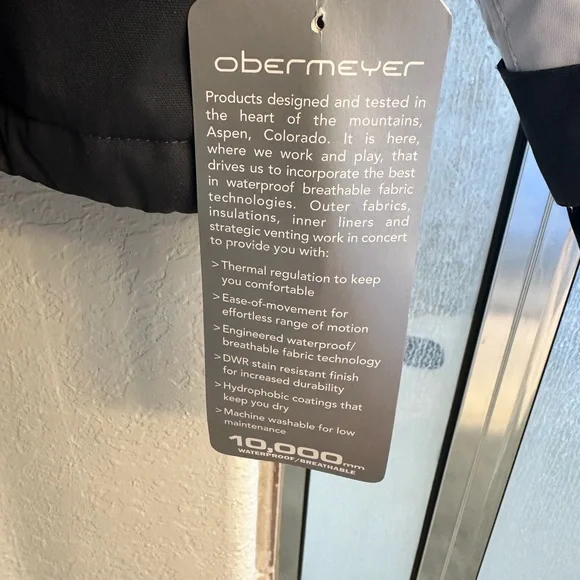 obermeyer
Products designed and tested in
the heart of the mountains,
Aspen, Colorado. It is here,
where we work and play, that
drives us to incorporate the best
in waterproof breathable fabric
technologies. Outer fabrics,
insulations, inner liners and
strategic venting work in concert
to provide you with:
> Thermal regulation to keep
you comfortable
> Ease-of-movement for
effortless range of motion
> Engineered waterproof/
breathable fabric technology
> DWR stain resistant finish
for increased durability
> Hydrophobic coatings that
keep you dry
> Machine washable for low
maintenance
10,000mm
WATERPROOF/BREATHABLE